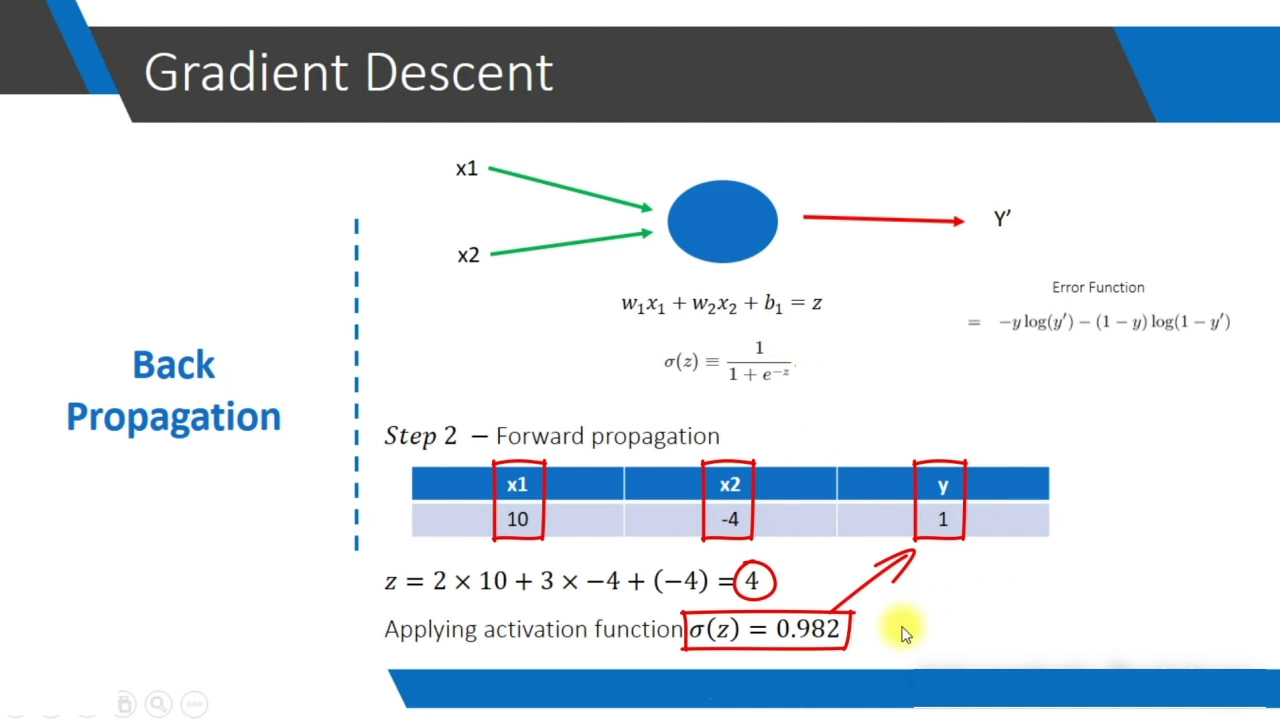 Gradient Descent
x1
x2
Y'
w₁x₁ + w₂x₂ + b₁ = z
σ(z) ≡ 1 / (1 + e⁻ᶻ)
Error Function
= −y log(y′) − (1 − y) log(1 − y′)
Back
Propagation
Step 2 − Forward propagation
x1 x2 y
10 -4 1
z = 2 × 10 + 3 × −4 + (−4) = 4
Applying activation function σ(z) = 0.982